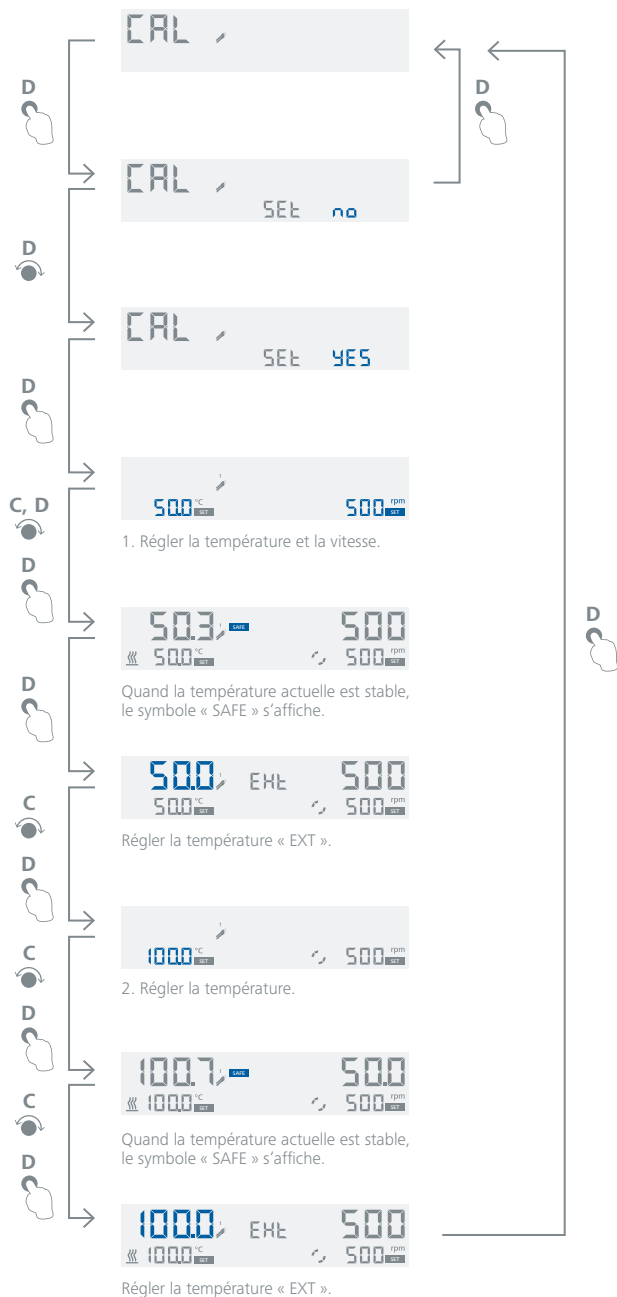 CAL
D
D
CAL
SEt no
D
CAL
SEt YES
D
50.0 °C SET 500 rpm SET
C, D
1. Régler la température et la vitesse.
D
50.3 SAFE 500
50.0 °C SET 500 rpm SET
D
Quand la température actuelle est stable,
le symbole « SAFE » s’affiche.
D
50.0 EHt 500
50.0 °C SET 500 rpm SET
C
Régler la température « EXT ».
D
100.0 °C SET 500 rpm SET
C
2. Régler la température.
D
100.7 SAFE 50.0
100.0 °C SET 500 rpm SET
C
Quand la température actuelle est stable,
le symbole « SAFE » s’affiche.
D
100.0 EHt 500
100.0 °C SET 500 rpm SET
Régler la température « EXT ».